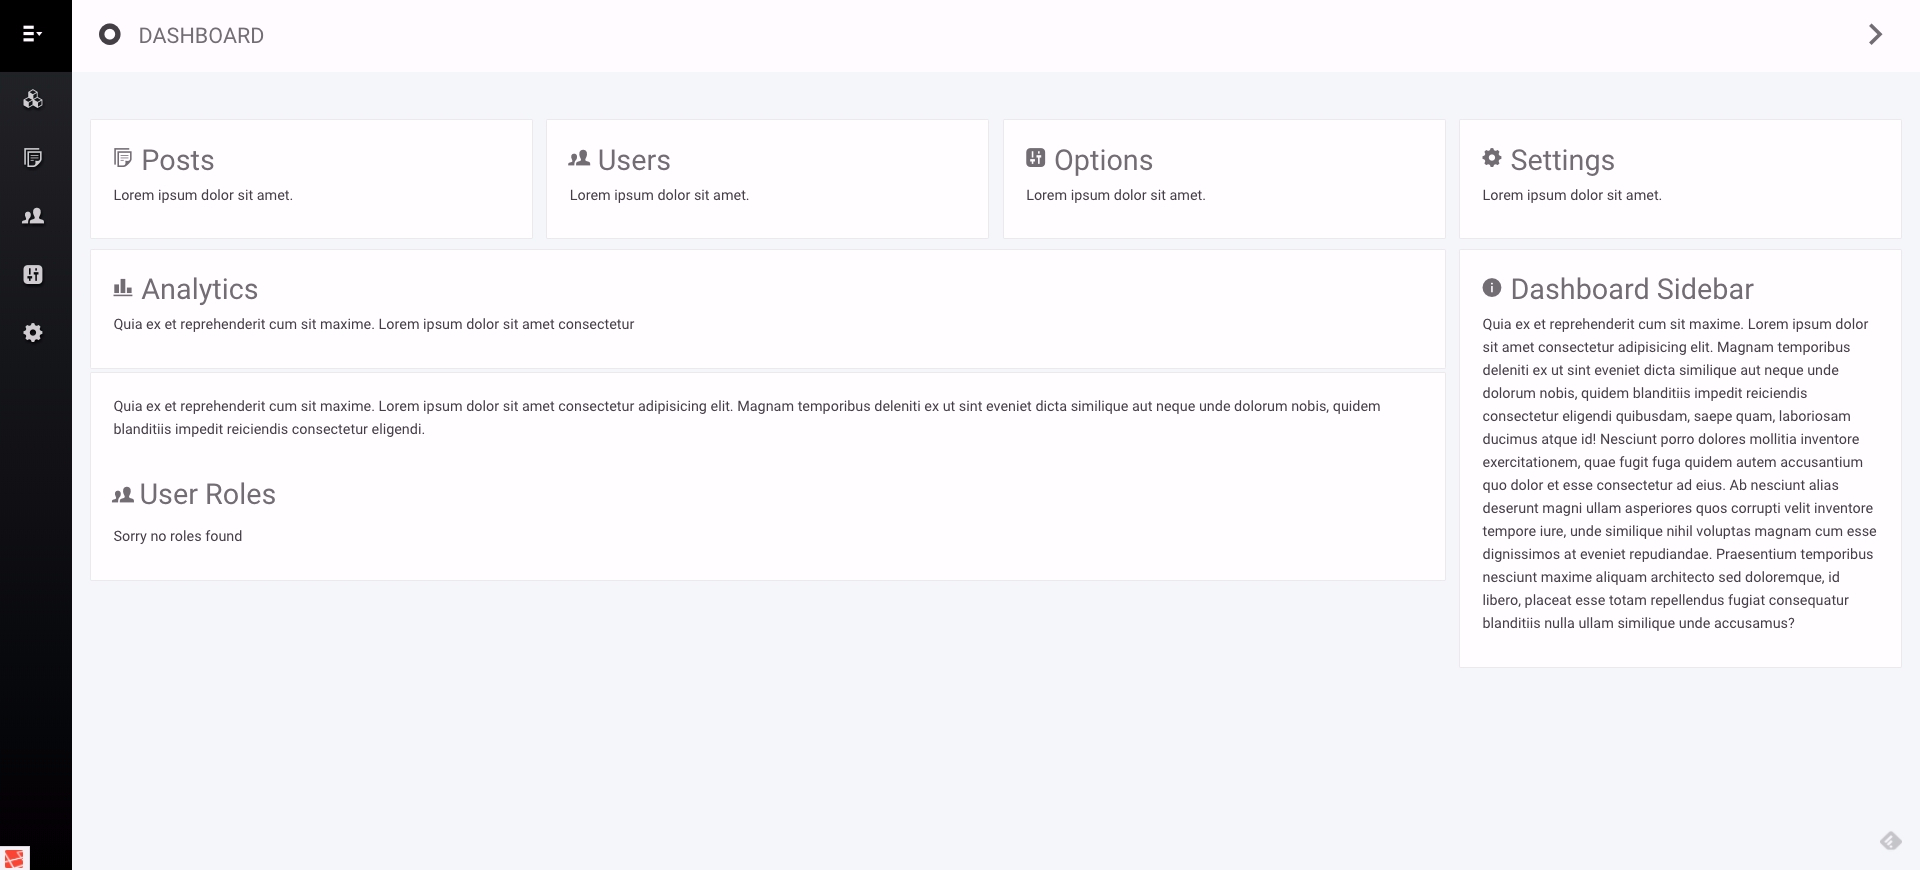 DASHBOARD
Posts
Lorem ipsum dolor sit amet.
Users
Lorem ipsum dolor sit amet.
Options
Lorem ipsum dolor sit amet.
Settings
Lorem ipsum dolor sit amet.
Analytics
Quia ex et reprehenderit cum sit maxime. Lorem ipsum dolor sit amet consectetur
Quia ex et reprehenderit cum sit maxime. Lorem ipsum dolor sit amet consectetur adipisicing elit. Magnam temporibus deleniti ex ut sint eveniet dicta similique aut neque unde dolorum nobis, quidem
blanditiis impedit reiciendis consectetur eligendi.
User Roles
Sorry no roles found
Dashboard Sidebar
Quia ex et reprehenderit cum sit maxime. Lorem ipsum dolor
sit amet consectetur adipisicing elit. Magnam temporibus
deleniti ex ut sint eveniet dicta similique aut neque unde
dolorum nobis, quidem blanditiis impedit reiciendis
consectetur eligendi quibusdam, saepe quam, laboriosam
ducimus atque id! Nesciunt porro dolores mollitia inventore
exercitationem, quae fugit fuga quidem autem accusantium
quo dolor et esse consectetur ad eius. Ab nesciunt alias
deserunt magni ullam asperiores quos corrupti velit inventore
tempore iure, unde similique nihil voluptas magnam cum esse
dignissimos at eveniet repudiandae. Praesentium temporibus
nesciunt maxime aliquam architecto sed doloremque, id
libero, placeat esse totam repellendus fugiat consequatur
blanditiis nulla ullam similique unde accusamus?